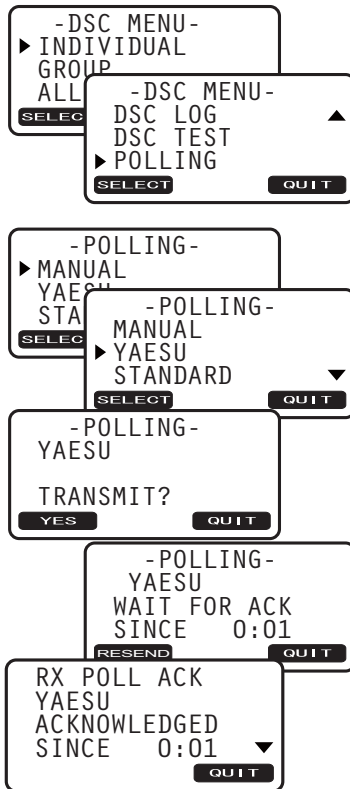 -DSC MENU-
INDIVIDUAL
GROUP
ALL
-DSC MENU-
DSC LOG
DSC TEST
POLLING
SELECT QUIT
-POLLING-
MANUAL
-POLLING-
MANUAL
YAESU
STANDARD
SELECT QUIT
-POLLING-
YAESU
TRANSMIT?
YES QUIT
-POLLING-
YAESU
WAIT FOR ACK
SINCE 0:01
RESEND QUIT
RX POLL ACK
YAESU
ACKNOWLEDGED
SINCE 0:01
QUIT